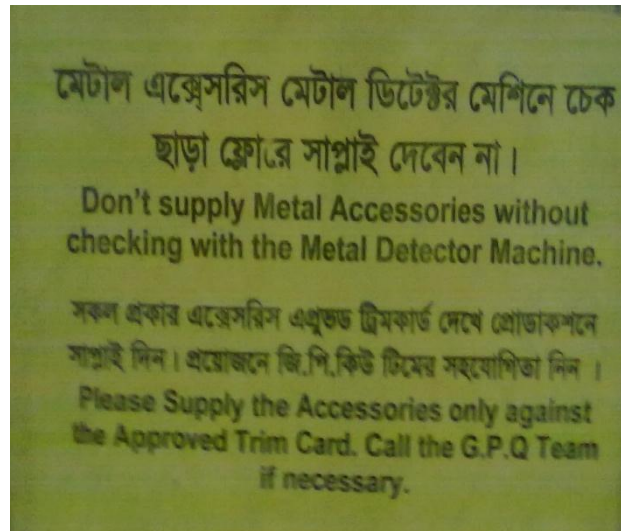 মেটাল এক্সেসরিস মেটাল ডিটেক্টর মেশিনে চেক
ছাড়া ফ্লোরে সাপ্লাই দেবেন না।
Don't supply Metal Accessories without
checking with the Metal Detector Machine.
সকল প্রকার এক্সেসরিস এপ্রুভড ট্রিমকার্ড দেখে প্রোডাকশনে
সাপ্লাই দিন। প্রয়োজনে জি.পি.কিউ টিমের সহযোগিতা নিন ।
Please Supply the Accessories only against
the Approved Trim Card. Call the G.P.Q Team
if necessary.